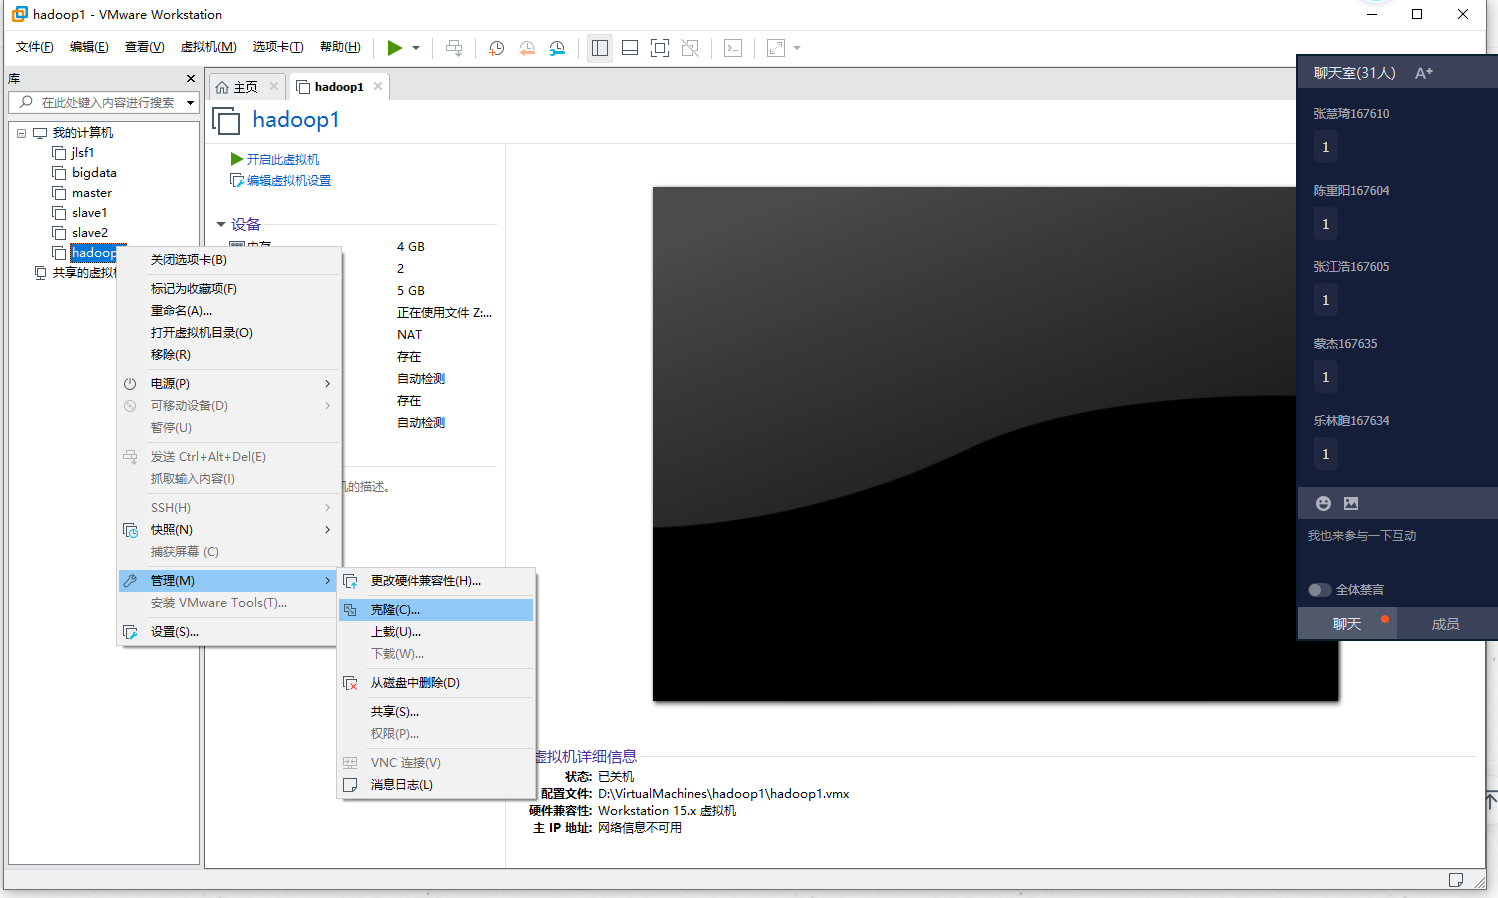 hadoop1 - VMware Workstation
文件(F) 编辑(E) 查看(V) 虚拟机(M) 选项卡(T) 帮助(H)
库
在此处键入内容进行搜索
我的计算机
jlsf1
bigdata
master
slave1
slave2
hadoop
共享的虚拟
主页
hadoop1
hadoop1
开启此虚拟机
编辑虚拟机设置
设备
内存
4 GB
2
5 GB
正在使用文件 Z:...
NAT
存在
自动检测
存在
自动检测
机的描述。
关闭选项卡(B)
标记为收藏项(F)
重命名(A)...
打开虚拟机目录(O)
移除(R)
电源(P)
可移动设备(D)
暂停(U)
发送 Ctrl+Alt+Del(E)
抓取输入内容(I)
SSH(H)
快照(N)
捕获屏幕 (C)
管理(M)
安装 VMware Tools(T)...
设置(S)...
更改硬件兼容性(H)...
克隆(C)...
上载(U)...
下载(W)...
从磁盘中删除(D)
共享(S)...
权限(P)...
VNC 连接(V)
消息日志(L)
虚拟机详细信息
状态: 已关机
配置文件: D:\VirtualMachines\hadoop1\hadoop1.vmx
硬件兼容性: Workstation 15.x 虚拟机
主 IP 地址: 网络信息不可用
聊天室(31人) A+
张慧琦167610
1
陈重阳167604
1
张江浩167605
1
蒙杰167635
1
乐林暄167634
1
我也来参与一下互动
全体禁言
聊天 成员